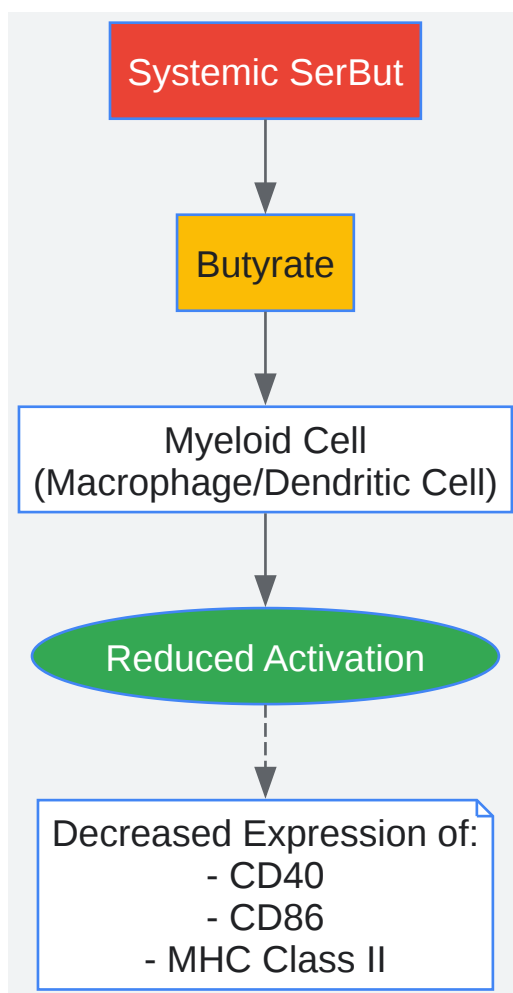 Systemic SerBut
Butyrate
Myeloid Cell
(Macrophage/Dendritic Cell)
Reduced Activation
Decreased Expression of:
- CD40
- CD86
- MHC Class II